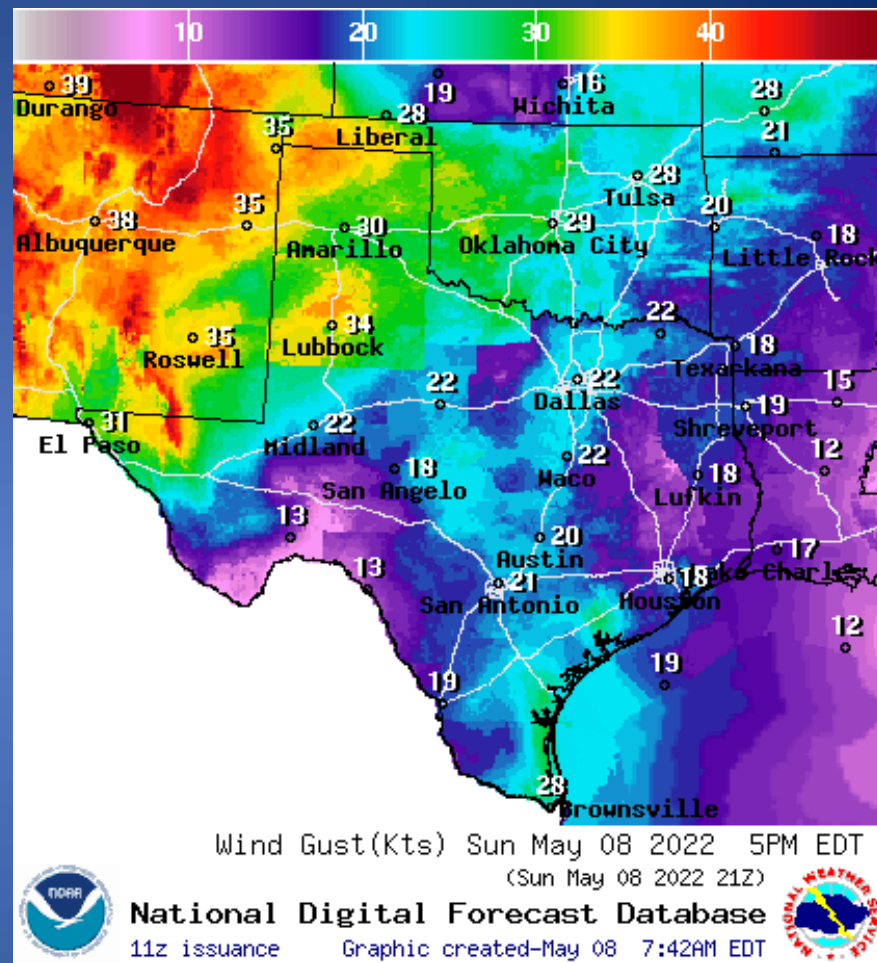 10 20 30 40
39 19 16
Durango Wichita 28
28
35 Liberal 21
28
Tulsa
38 35 30 29 20 18
Albuquerque Amarillo Oklahoma City Little Rock
35 34 22
Roswell Lubbock 18
Texarkana
22 22 15
Dallas 19
31 22 Shreveport
El Paso Midland
18 22 18 12
San Angelo Waco Lufkin
13 20 17
Austin
13 21 18
San Antonio Houston
12
19 19
28
Brownsville
Wind Gust(Kts) Sun May 08 2022 5PM EDT
(Sun May 08 2022 21Z)
National Digital Forecast Database
11z issuance Graphic created-May 08 7:42AM EDT
NOAA
NATIONAL WEATHER SERVICE